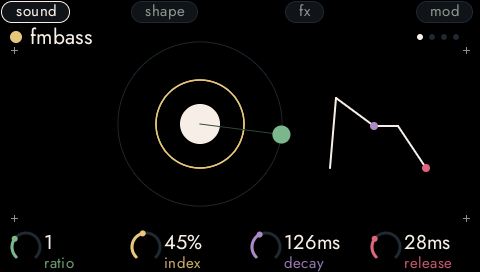 sound shape fx mod
fmbass
1 45% 126ms 28ms
ratio index decay release